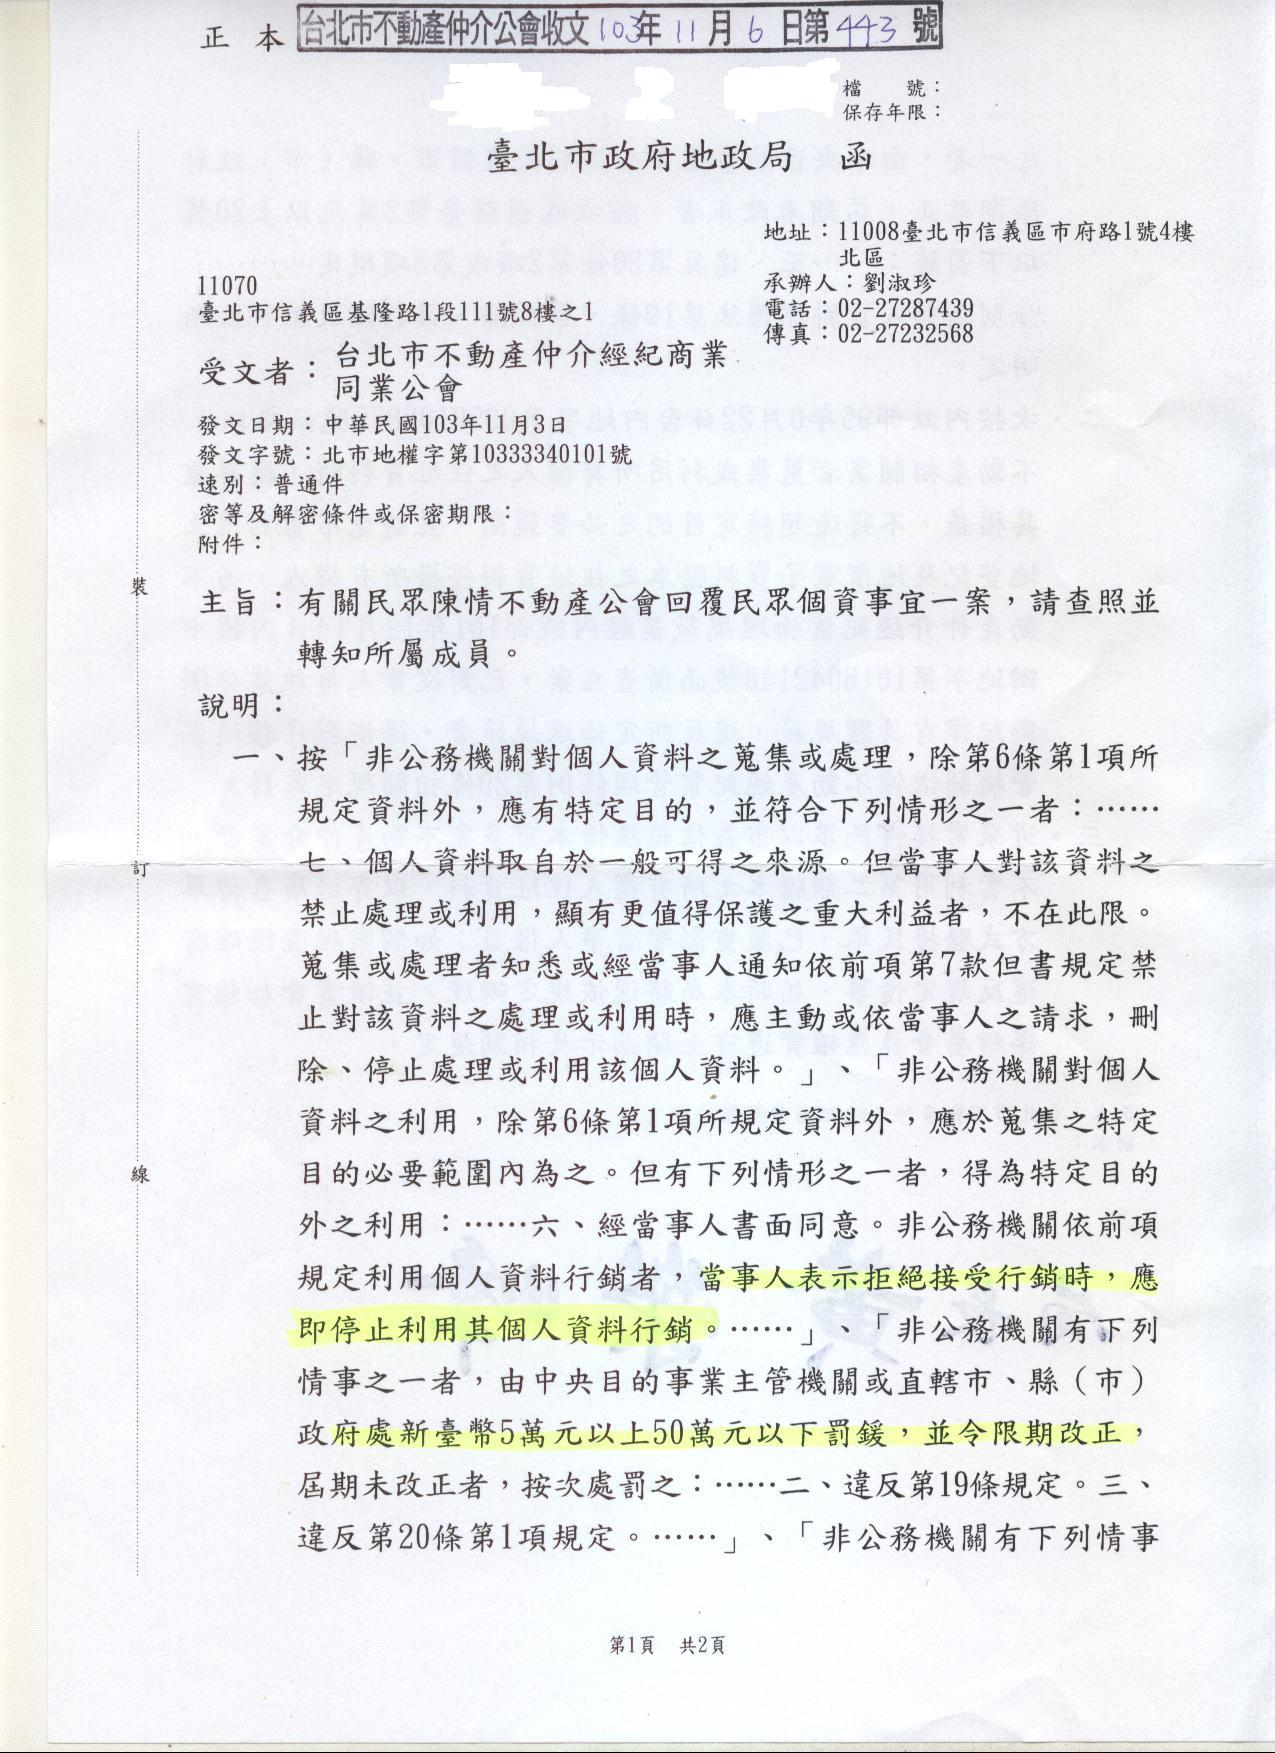 正本
台北市不動產仲介公會收文103年11月6日第443號
檔　　號：
保存年限：
臺北市政府地政局　函
地址：11008臺北市信義區市府路1號4樓
北區
承辦人：劉淑珍
電話：02-27287439
傳真：02-27232568
11070
臺北市信義區基隆路1段111號8樓之1
受文者：台北市不動產仲介經紀商業
同業公會
發文日期：中華民國103年11月3日
發文字號：北市地權字第10333340101號
速別：普通件
密等及解密條件或保密期限：
附件：
主旨：有關民眾陳情不動產公會回覆民眾個資事宜一案，請查照並
轉知所屬成員。
說明：
一、按「非公務機關對個人資料之蒐集或處理，除第6條第1項所
規定資料外，應有特定目的，並符合下列情形之一者：……
七、個人資料取自於一般可得之來源。但當事人對該資料之
禁止處理或利用，顯有更值得保護之重大利益者，不在此限。
蒐集或處理者知悉或經當事人通知依前項第7款但書規定禁
止對該資料之處理或利用時，應主動或依當事人之請求，刪
除、停止處理或利用該個人資料。」、「非公務機關對個人
資料之利用，除第6條第1項所規定資料外，應於蒐集之特定
目的必要範圍內為之。但有下列情形之一者，得為特定目的
外之利用：……六、經當事人書面同意。非公務機關依前項
規定利用個人資料行銷者，當事人表示拒絕接受行銷時，應
即停止利用其個人資料行銷。……」、「非公務機關有下列
情事之一者，由中央目的事業主管機關或直轄市、縣（市）
政府處新臺幣5萬元以上50萬元以下罰鍰，並令限期改正，
屆期未改正者，按次處罰之：……二、違反第19條規定。三、
違反第20條第1項規定。……」、「非公務機關有下列情事
裝
訂
線
第1頁　共2頁